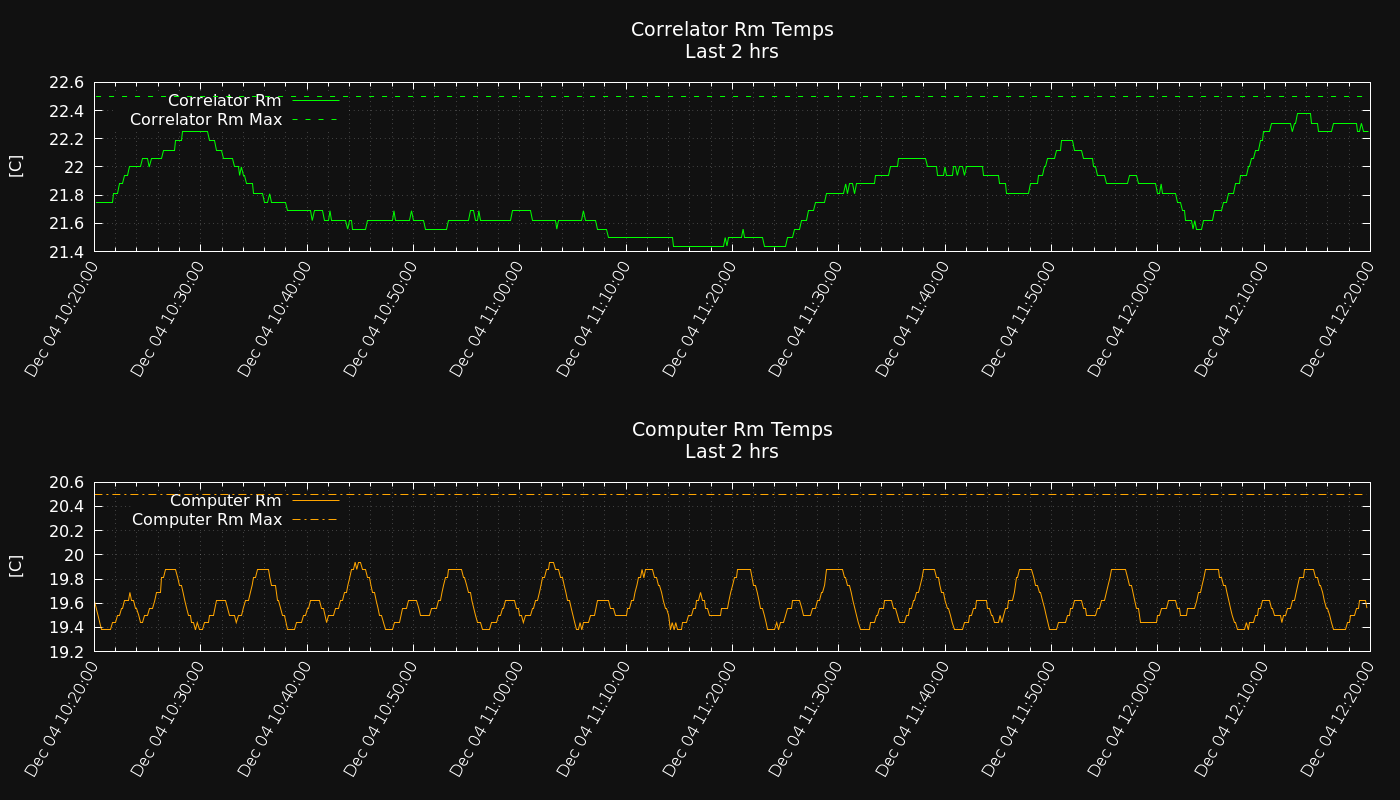 Correlator Rm Temps
Last 2 hrs
22.6
22.4
22.2
22
21.8
21.6
21.4
[C]
Correlator Rm
Correlator Rm Max
Dec 04 10:20:00
Dec 04 10:30:00
Dec 04 10:40:00
Dec 04 10:50:00
Dec 04 11:00:00
Dec 04 11:10:00
Dec 04 11:20:00
Dec 04 11:30:00
Dec 04 11:40:00
Dec 04 11:50:00
Dec 04 12:00:00
Dec 04 12:10:00
Dec 04 12:20:00
Computer Rm Temps
Last 2 hrs
20.6
20.4
20.2
20
19.8
19.6
19.4
19.2
[C]
Computer Rm
Computer Rm Max
Dec 04 10:20:00
Dec 04 10:30:00
Dec 04 10:40:00
Dec 04 10:50:00
Dec 04 11:00:00
Dec 04 11:10:00
Dec 04 11:20:00
Dec 04 11:30:00
Dec 04 11:40:00
Dec 04 11:50:00
Dec 04 12:00:00
Dec 04 12:10:00
Dec 04 12:20:00